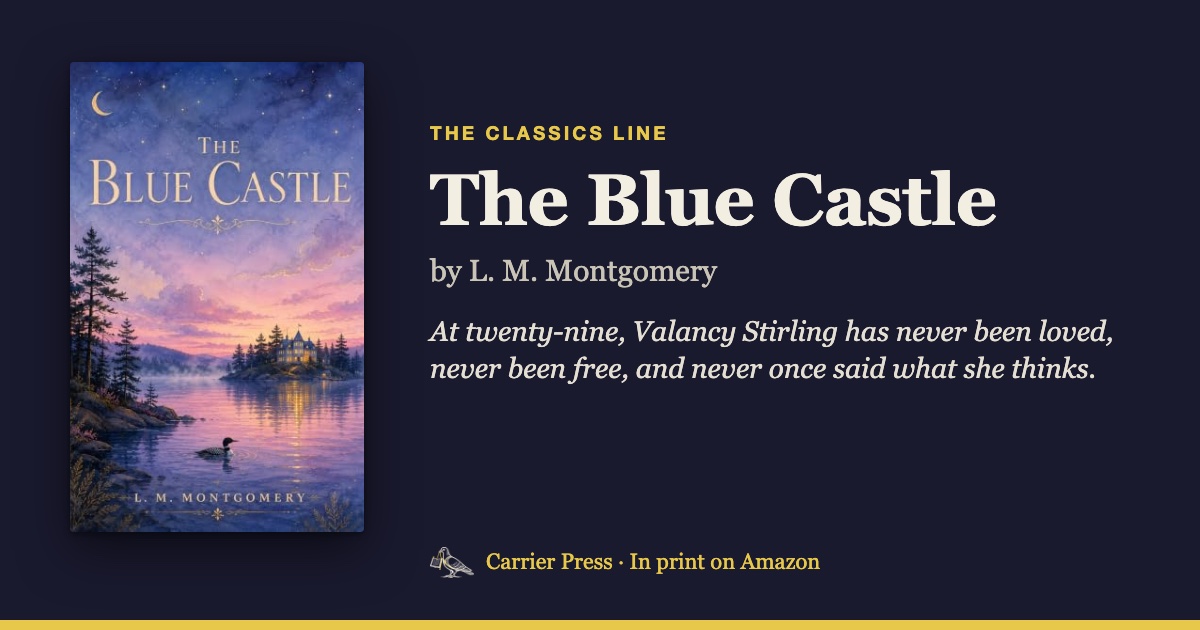 THE
BLUE CASTLE
L. M. MONTGOMERY
THE CLASSICS LINE
The Blue Castle
by L. M. Montgomery
At twenty-nine, Valancy Stirling has never been loved,
never been free, and never once said what she thinks.
Carrier Press · In print on Amazon